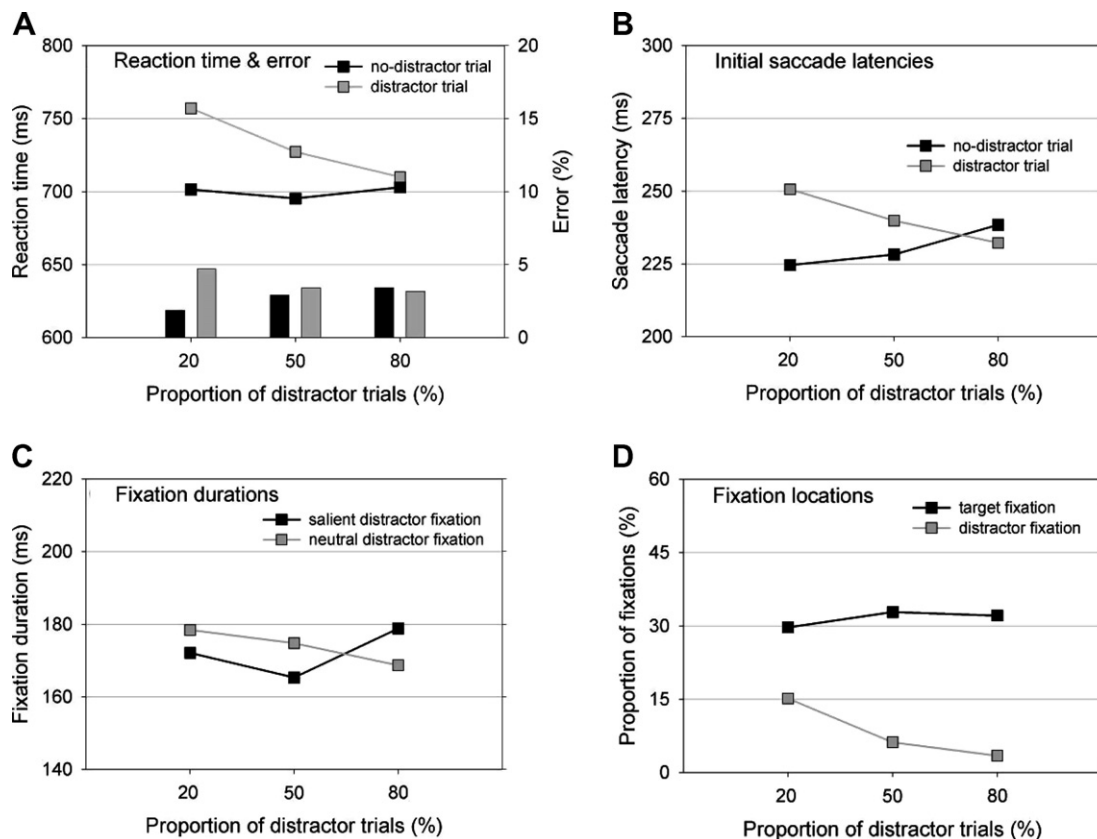 A
Reaction time & error
no-distractor trial
distractor trial
800
750
700
650
600
20
15
10
5
0
Reaction time (ms)
Error (%)
20 50 80
Proportion of distractor trials (%)
B
Initial saccade latencies
no-distractor trial
distractor trial
300
275
250
225
200
Saccade latency (ms)
20 50 80
Proportion of distractor trials (%)
C
Fixation durations
salient distractor fixation
neutral distractor fixation
220
200
180
160
140
Fixation duration (ms)
20 50 80
Proportion of distractor trials (%)
D
Fixation locations
target fixation
distractor fixation
60
45
30
15
0
Proportion of fixations (%)
20 50 80
Proportion of distractor trials (%)